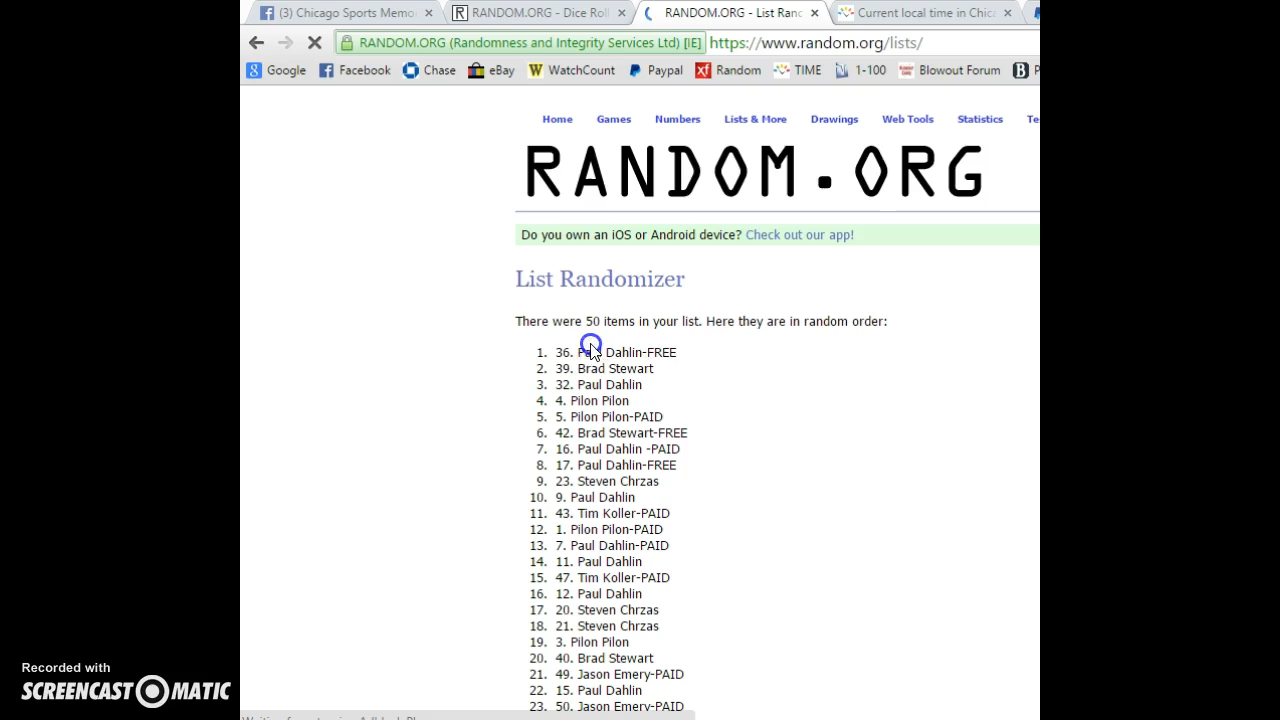 (3) Chicago Sports Memo × RANDOM.ORG - Dice Roll × RANDOM.ORG - List Ran × Current local time in Chic ×
RANDOM.ORG (Randomness and Integrity Services Ltd) [IE] https://www.random.org/lists/
Google Facebook Chase eBay WatchCount Paypal Random TIME 1-100 Blowout Forum
Home Games Numbers Lists & More Drawings Web Tools Statistics Te
RANDOM.ORG
Do you own an iOS or Android device? Check out our app!
List Randomizer
There were 50 items in your list. Here they are in random order:
1. 36. Paul Dahlin-FREE
2. 39. Brad Stewart
3. 32. Paul Dahlin
4. 4. Pilon Pilon
5. 5. Pilon Pilon-PAID
6. 42. Brad Stewart-FREE
7. 16. Paul Dahlin -PAID
8. 17. Paul Dahlin-FREE
9. 23. Steven Chrzas
10. 9. Paul Dahlin
11. 43. Tim Koller-PAID
12. 1. Pilon Pilon-PAID
13. 7. Paul Dahlin-PAID
14. 11. Paul Dahlin
15. 47. Tim Koller-PAID
16. 12. Paul Dahlin
17. 20. Steven Chrzas
18. 21. Steven Chrzas
19. 3. Pilon Pilon
20. 40. Brad Stewart
21. 49. Jason Emery-PAID
22. 15. Paul Dahlin
23. 50. Jason Emery-PAID
Recorded with
SCREENCAST-O-MATIC